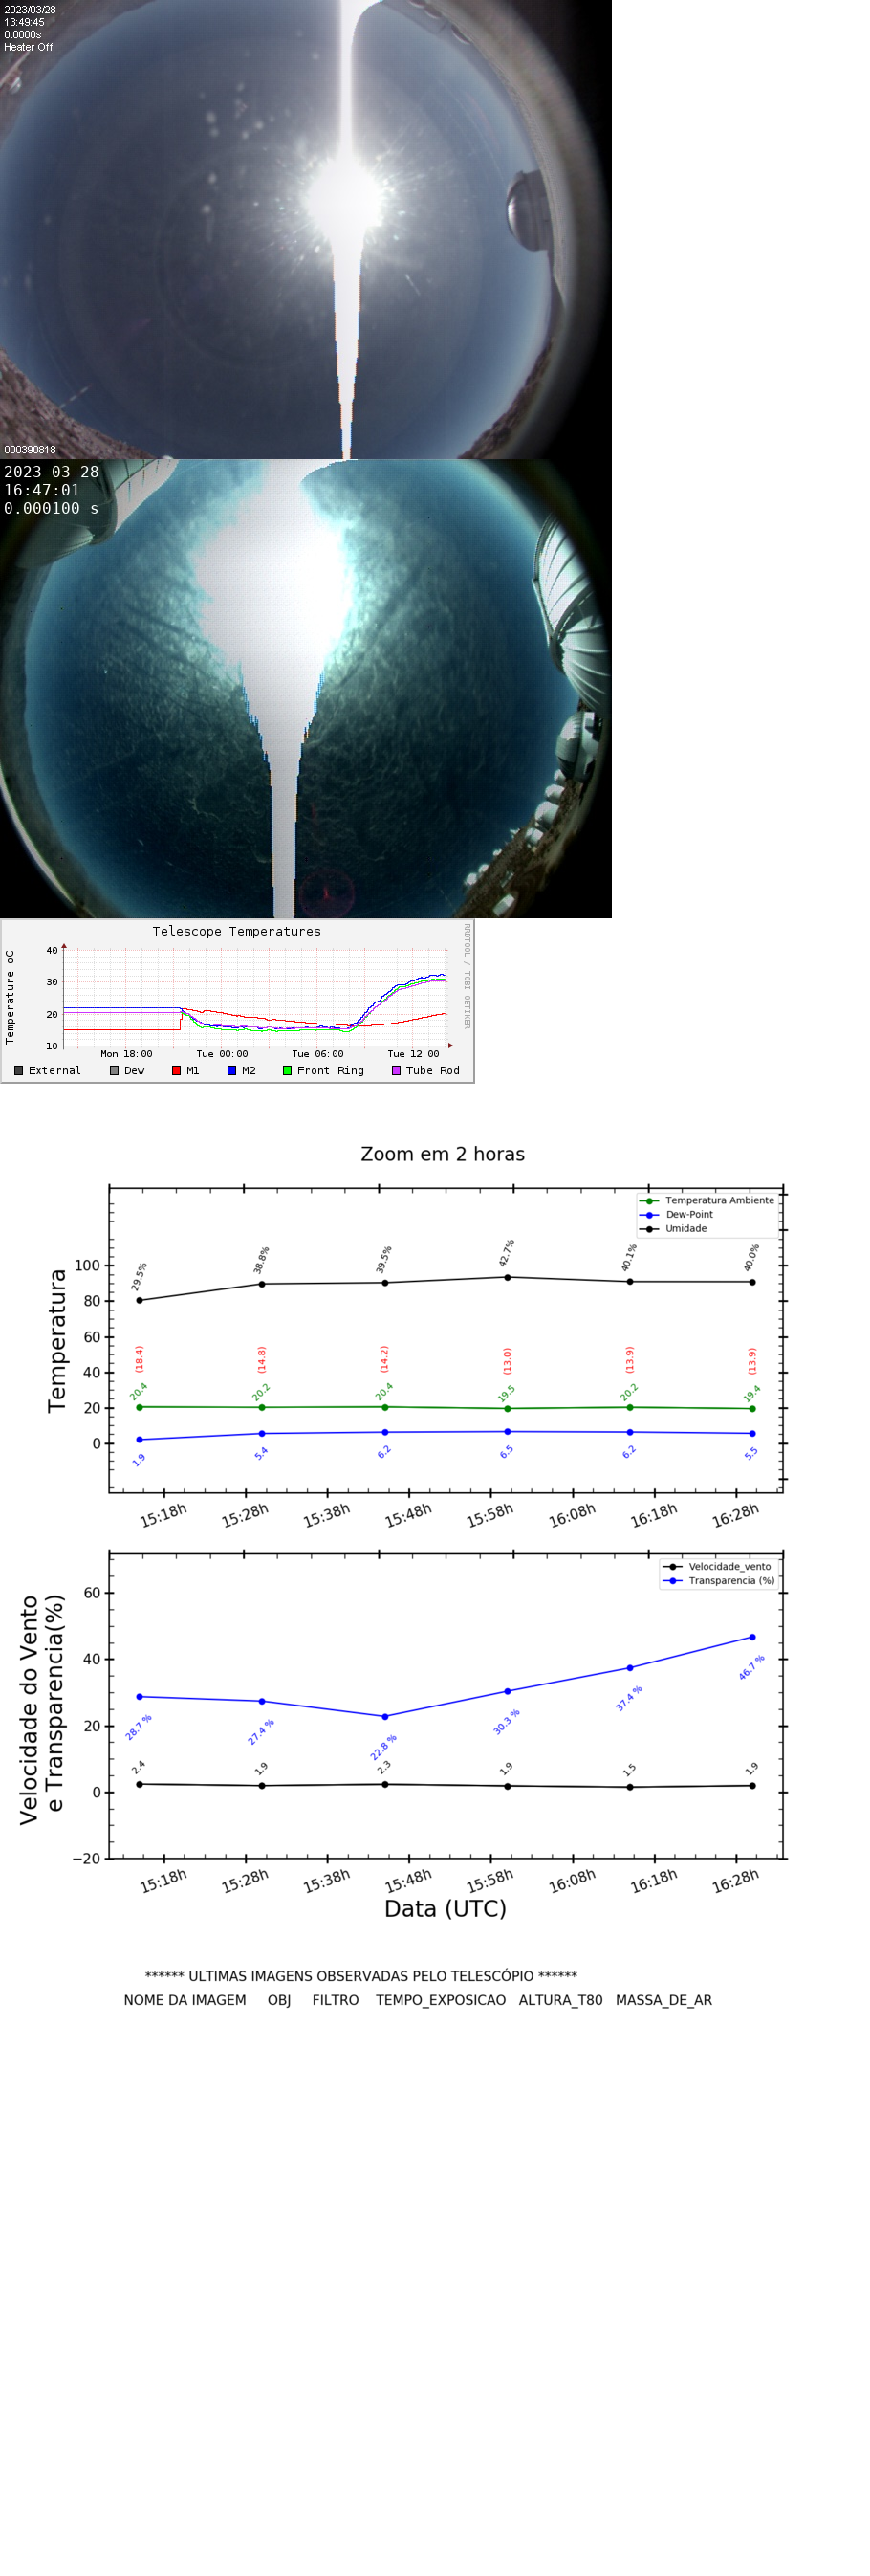 2023/03/28
13:49:45
0.0000s
Heater Off
000390818
2023-03-28
16:47:01
0.000100 s
Telescope Temperatures
RRDTOOL / TOBI OETIKER
Temperature oC
40
30
20
10
Mon 18:00 Tue 00:00 Tue 06:00 Tue 12:00
External Dew M1 M2 Front Ring Tube Rod
Zoom em 2 horas
Temperatura Ambiente
Dew-Point
Umidade
Temperatura
100
80
60
40
20
0
29.5% 38.8% 39.5% 42.7% 40.1% 40.0%
(18.4) (14.8) (14.2) (13.0) (13.9) (13.9)
20.4 20.2 20.4 19.5 20.2 19.4
1.9 5.4 6.2 6.5 6.2 5.5
15:18h 15:28h 15:38h 15:48h 15:58h 16:08h 16:18h 16:28h
Velocidade_vento
Transparencia (%)
Velocidade do Vento
e Transparencia(%)
60
40
20
0
−20
28.7 % 27.4 % 22.8 % 30.3 % 37.4 % 46.7 %
2.4 1.9 2.3 1.9 1.5 1.9
15:18h 15:28h 15:38h 15:48h 15:58h 16:08h 16:18h 16:28h
Data (UTC)
****** ULTIMAS IMAGENS OBSERVADAS PELO TELESCÓPIO ******
NOME DA IMAGEM OBJ FILTRO TEMPO_EXPOSICAO ALTURA_T80 MASSA_DE_AR